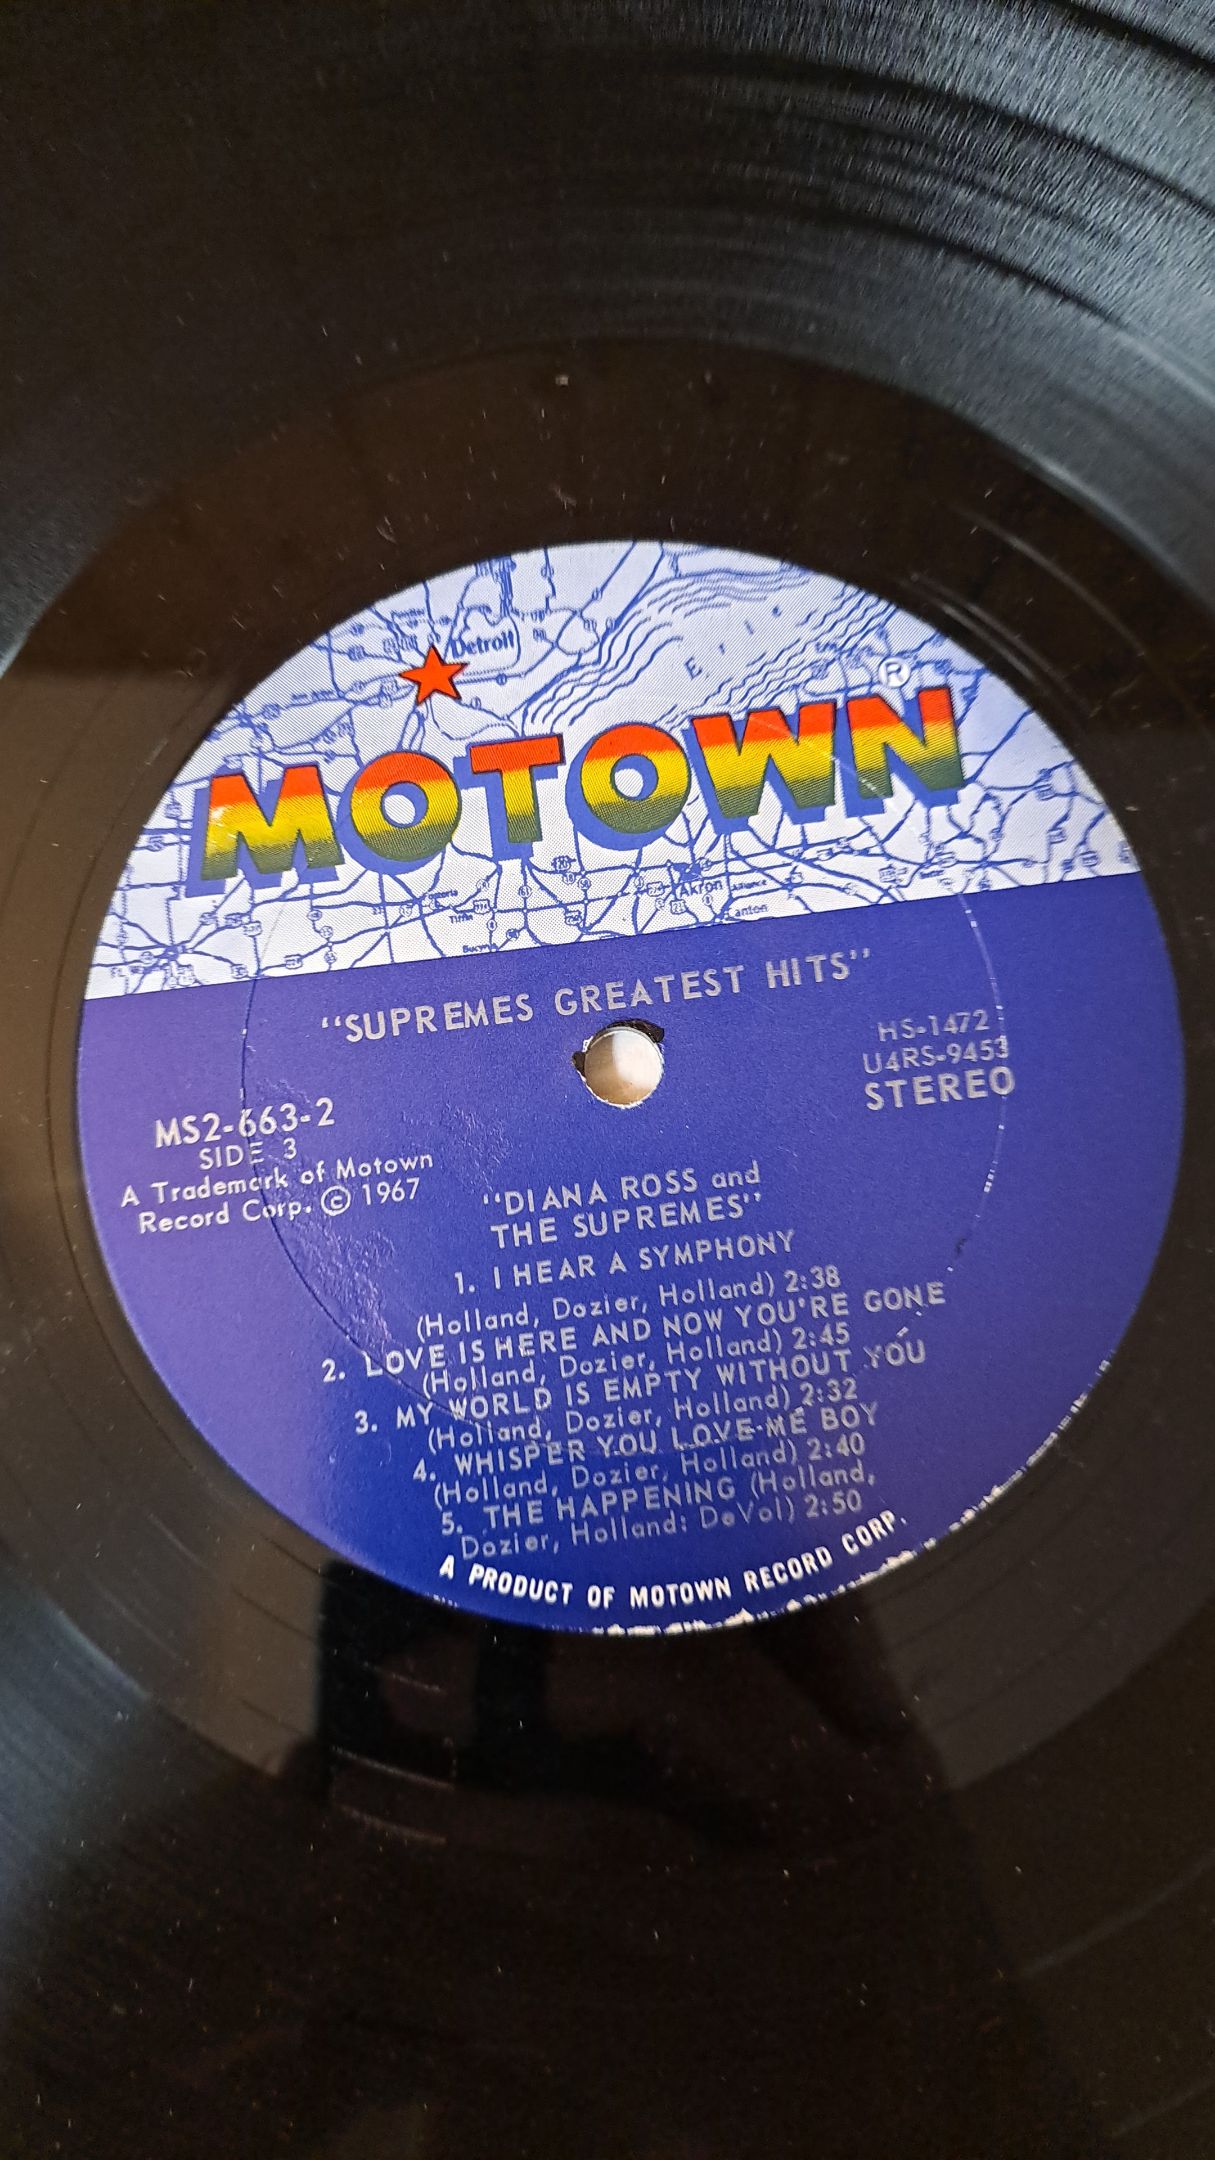 Detroit
E R I
®
MOTOWN
Akron
Canton
"SUPREMES GREATEST HITS"
HS-1472
U4RS-9453
STEREO
MS2-663-2
SIDE 3
A Trademark of Motown
Record Corp. © 1967
"DIANA ROSS and
THE SUPREMES"
1. I HEAR A SYMPHONY
(Holland, Dozier, Holland) 2:38
2. LOVE IS HERE AND NOW YOU'RE GONE
(Holland, Dozier, Holland) 2:45
3. MY WORLD IS EMPTY WITHOUT YOU
(Holland, Dozier, Holland) 2:32
4. WHISPER YOU LOVE ME BOY
(Holland, Dozier, Holland) 2:40
5. THE HAPPENING (Holland,
Dozier, Holland: DeVol) 2:50
A PRODUCT OF MOTOWN RECORD CORP.